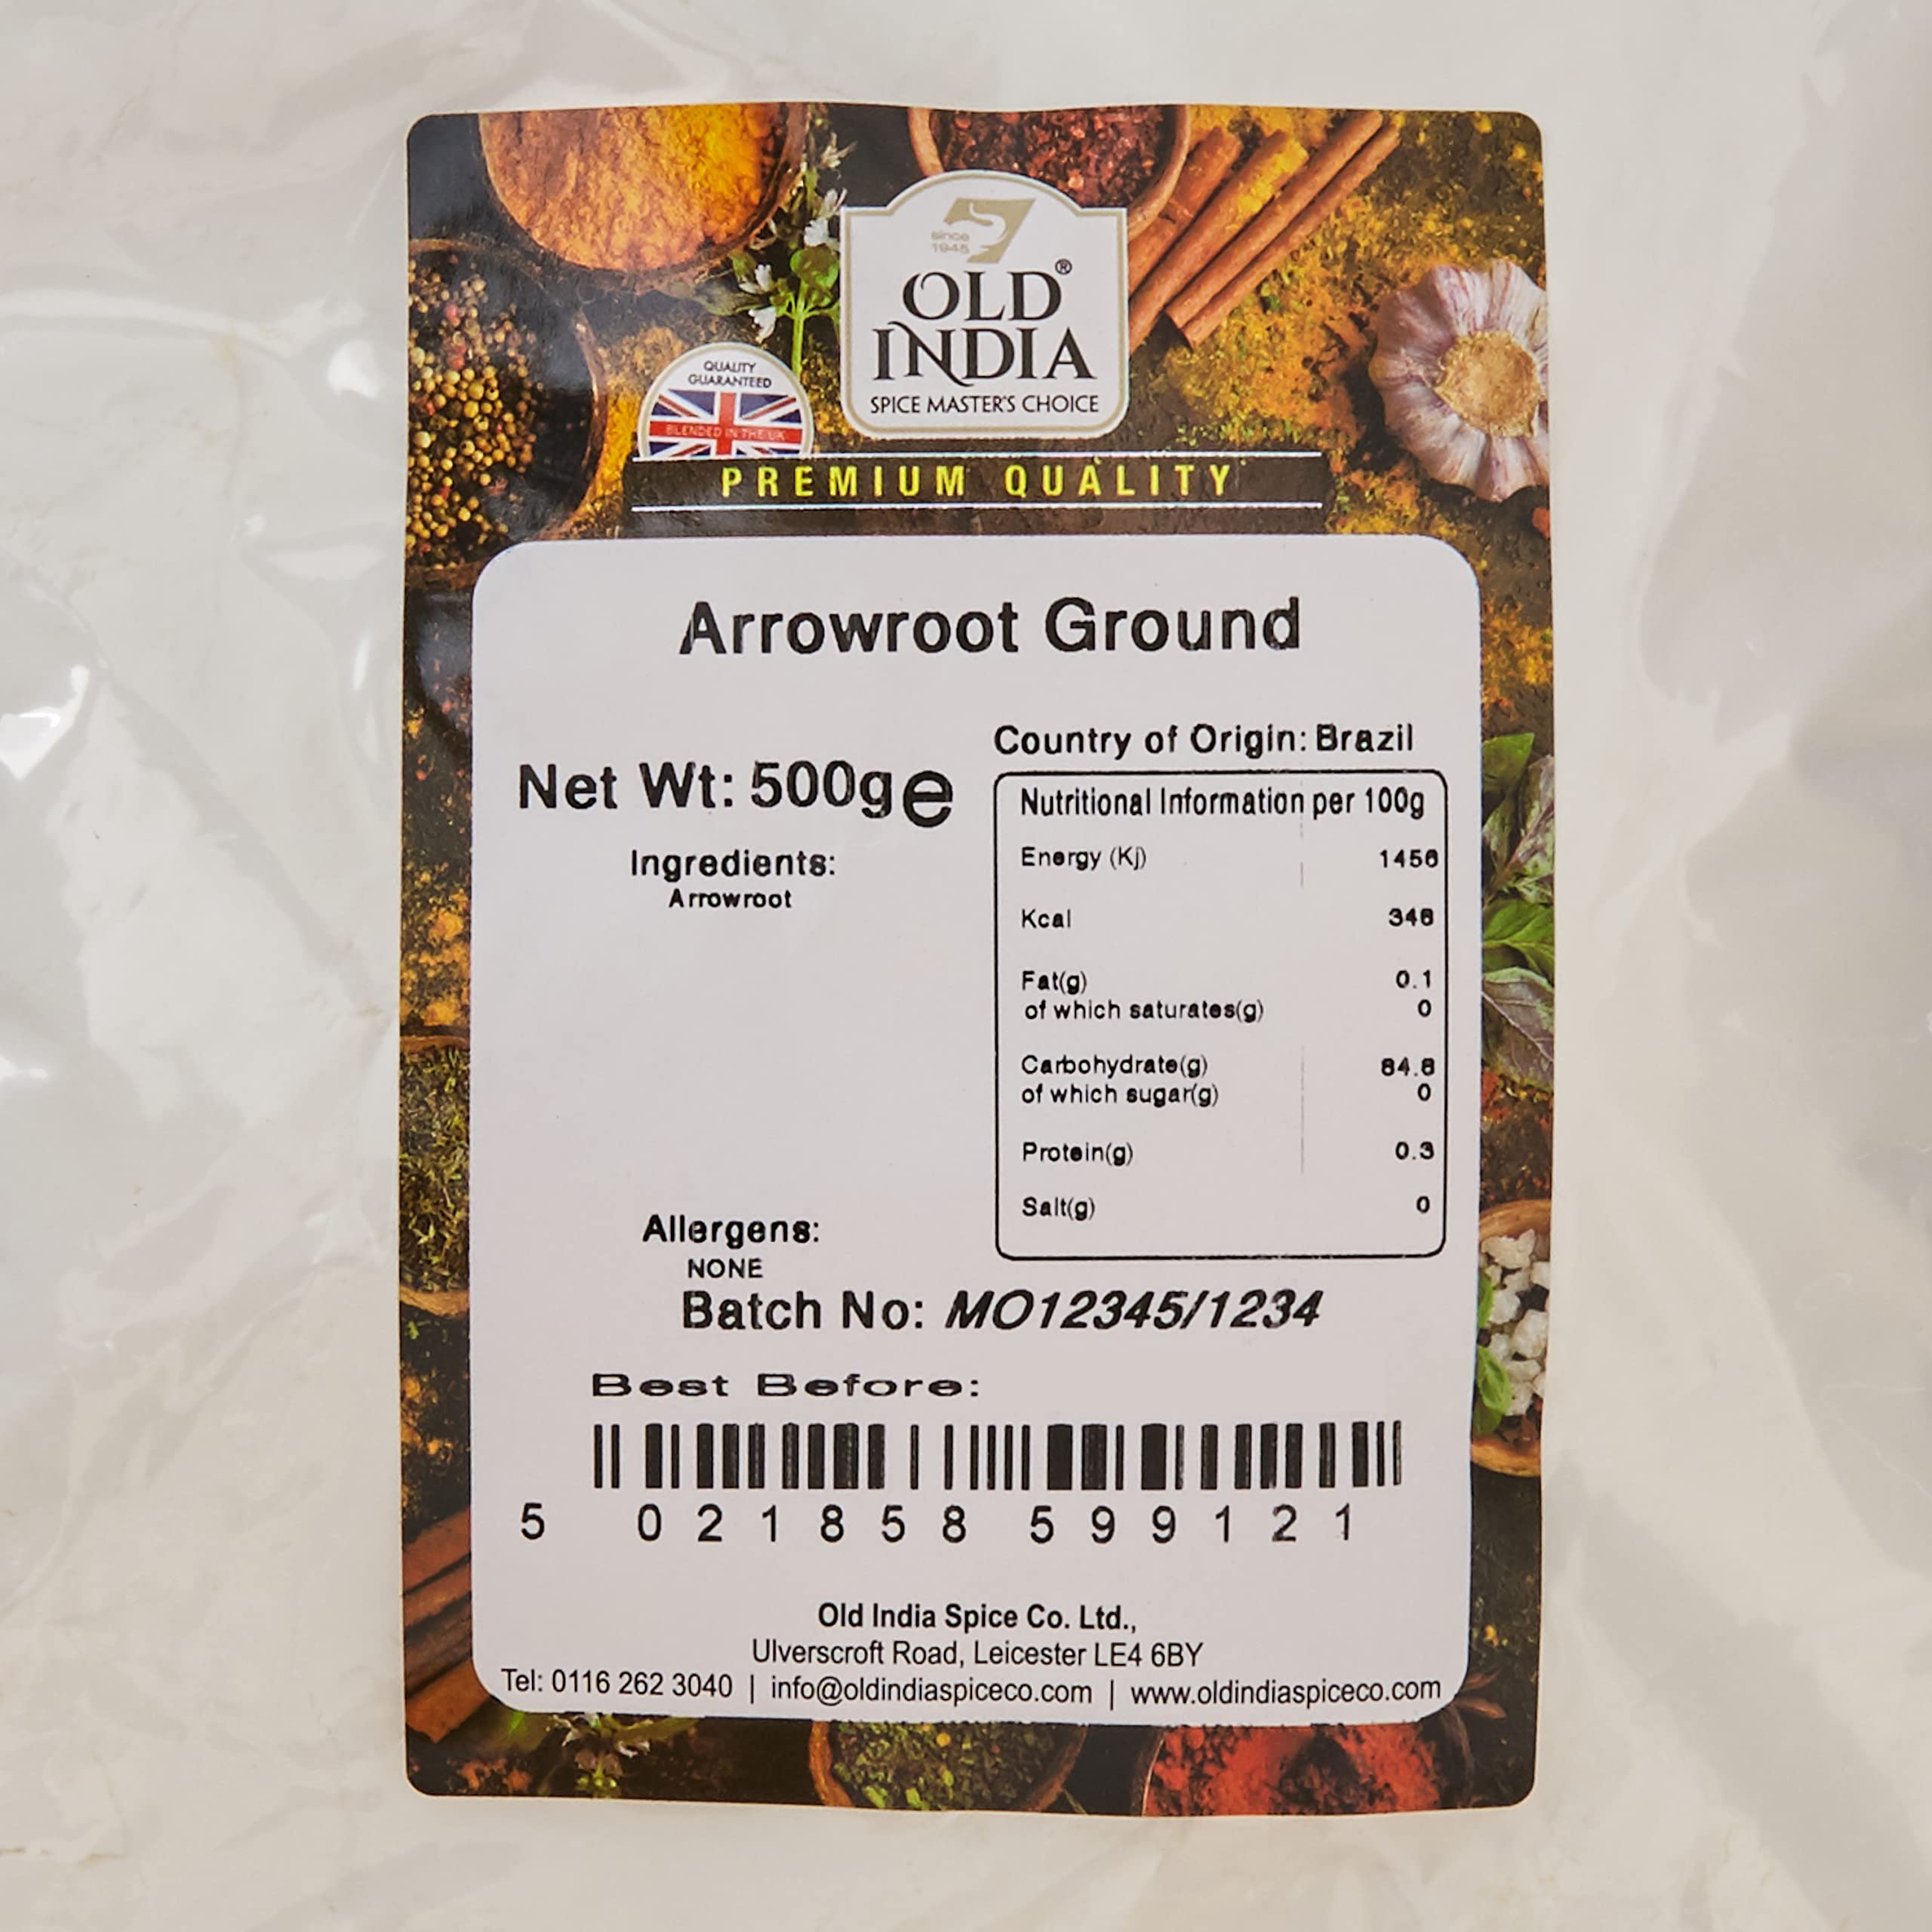 since
1945
OLD®
INDIA
SPICE MASTER'S CHOICE
QUALITY
GUARANTEED
BLENDED IN THE UK
PREMIUM QUALITY
Arrowroot Ground
Country of Origin: Brazil
Net Wt: 500g℮
Nutritional Information per 100g
Ingredients:
Arrowroot
Energy (Kj) 1456
Kcal 348
Fat(g) 0.1
of which saturates(g) 0
Carbohydrate(g) 84.8
of which sugar(g) 0
Protein(g) 0.3
Salt(g) 0
Allergens:
NONE
Batch No: MO12345/1234
Best Before:
5 021858 599121
Old India Spice Co. Ltd.,
Ulverscroft Road, Leicester LE4 6BY
Tel: 0116 262 3040 | info@oldindiaspiceco.com | www.oldindiaspiceco.com